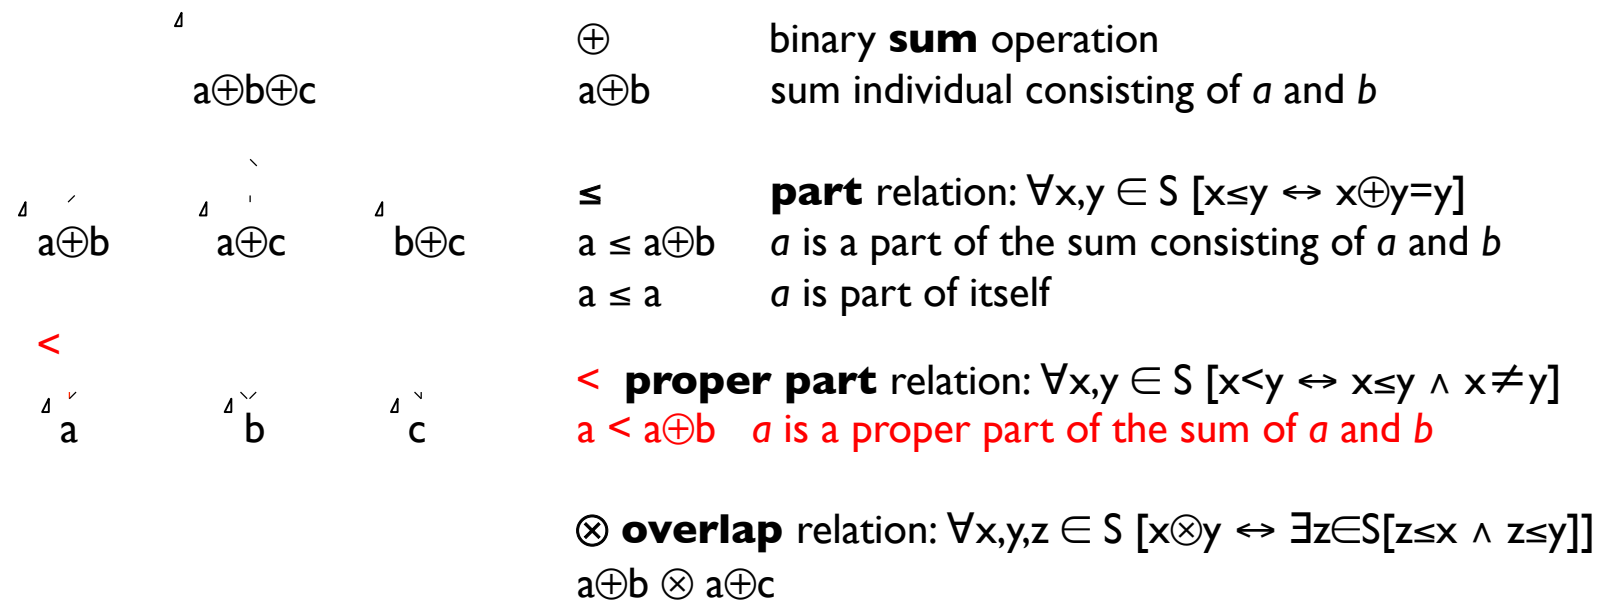 a⊕b⊕c
a⊕b a⊕c b⊕c
<
a b c
⊕ binary sum operation
a⊕b sum individual consisting of a and b
≤ part relation: ∀x,y ∈ S [x≤y ↔ x⊕y=y]
a ≤ a⊕b a is a part of the sum consisting of a and b
a ≤ a a is part of itself
< proper part relation: ∀x,y ∈ S [x<y ↔ x≤y ∧ x≠y]
a < a⊕b a is a proper part of the sum of a and b
⊗ overlap relation: ∀x,y,z ∈ S [x⊗y ↔ ∃z∈S[z≤x ∧ z≤y]]
a⊕b ⊗ a⊕c